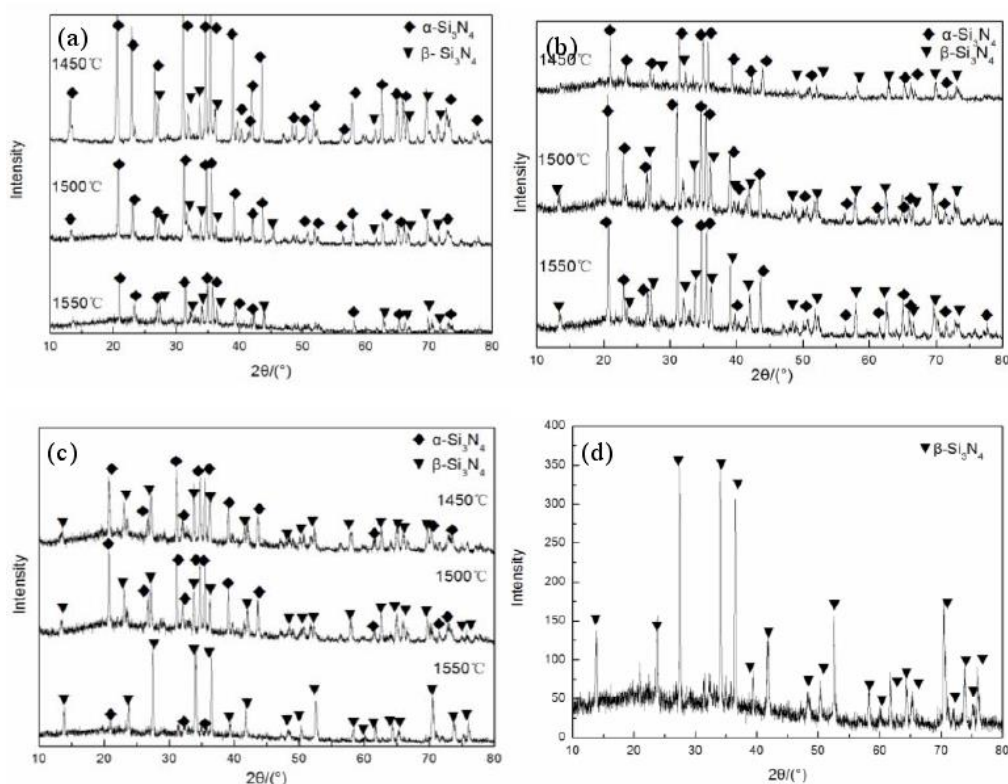 (a)
◆ α-Si3N4
▼ β- Si3N4
1450℃
1500℃
1550℃
Intensity
10 20 30 40 50 60 70 80
2θ/(°)
(b)
◆ α-Si3N4
▼ β-Si3N4
1450℃
1500℃
1550℃
Intensity
10 20 30 40 50 60 70 80
2θ/(°)
(c)
◆ α-Si3N4
▼ β-Si3N4
1450℃
1500℃
1550℃
Intensity
10 20 30 40 50 60 70 80
2θ/(°)
(d)
▼ β-Si3N4
400
350
300
250
200
150
100
50
0
Intensity
10 20 30 40 50 60 70 80
2θ/(°)